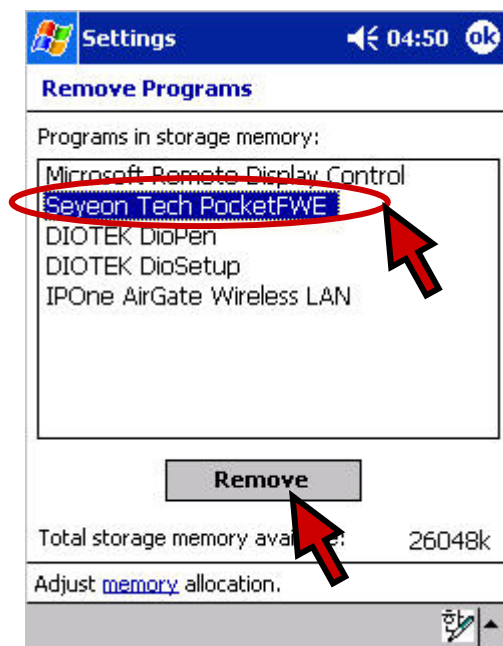 Settings 04:50 ok
Remove Programs
Programs in storage memory:
Microsoft Remote Display Control
Seyeon Tech PocketFWE
DIOTEK DioPen
DIOTEK DioSetup
IPOne AirGate Wireless LAN
Remove
Total storage memory available: 26048k
Adjust memory allocation.
한